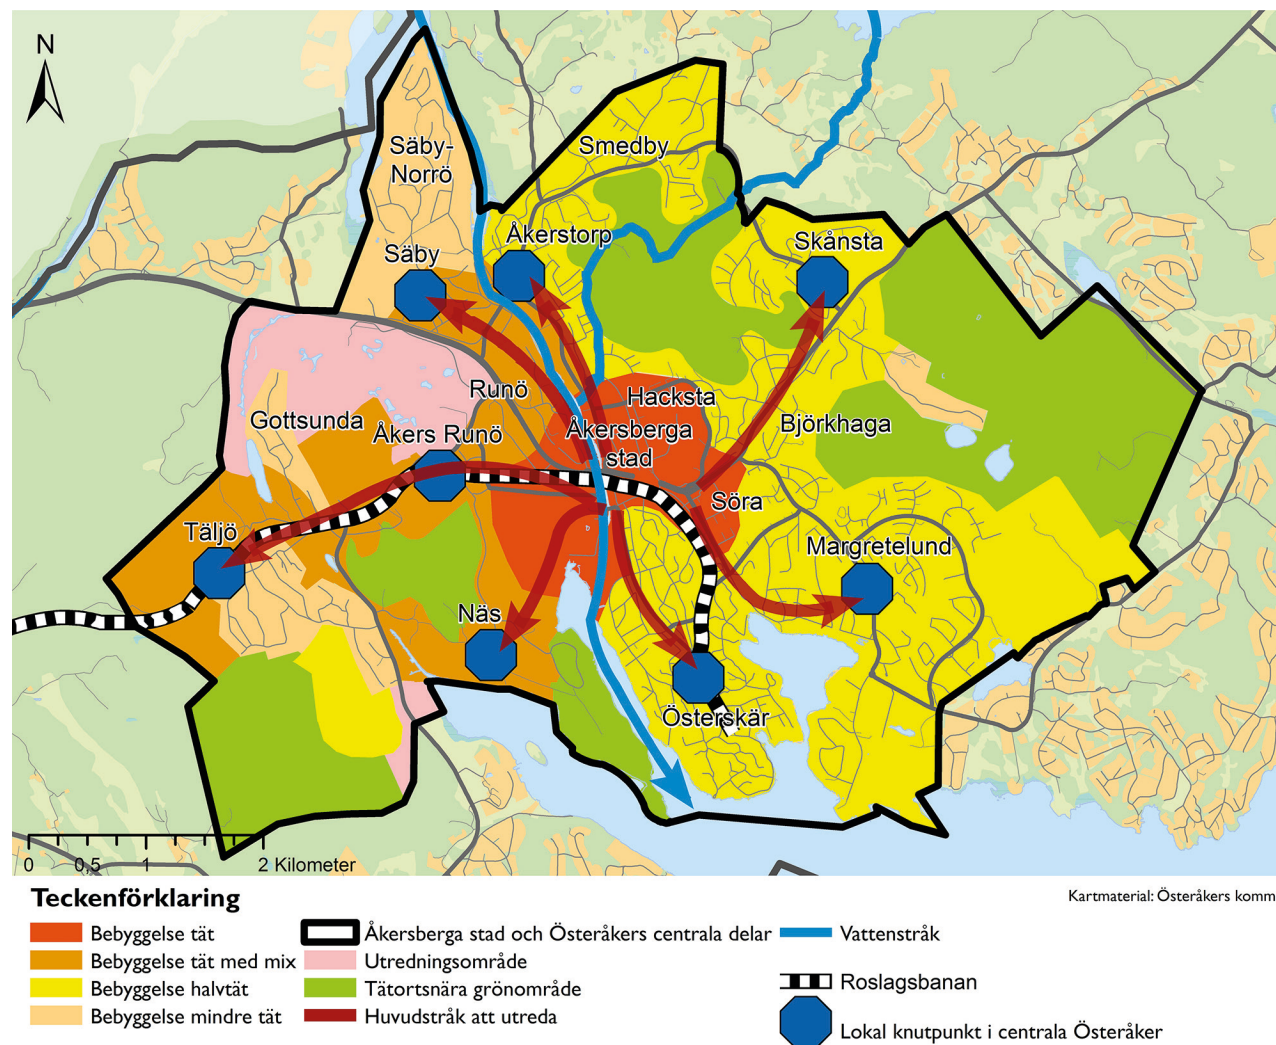 N
Säby-
Norrö
Smedby
Åkerstorp
Skånsta
Säby
Runö
Hacksta
Gottsunda
Åkers Runö
Åkersberga
stad
Björkhaga
Söra
Täljö
Margretelund
Näs
Österskär
0 0,5 1 2 Kilometer
Teckenförklaring
Kartmaterial: Österåkers komm
Bebyggelse tät
Bebyggelse tät med mix
Bebyggelse halvtät
Bebyggelse mindre tät
Åkersberga stad och Österåkers centrala delar
Utredningsområde
Tätortsnära grönområde
Huvudstråk att utreda
Vattenstråk
Roslagsbanan
Lokal knutpunkt i centrala Österåker